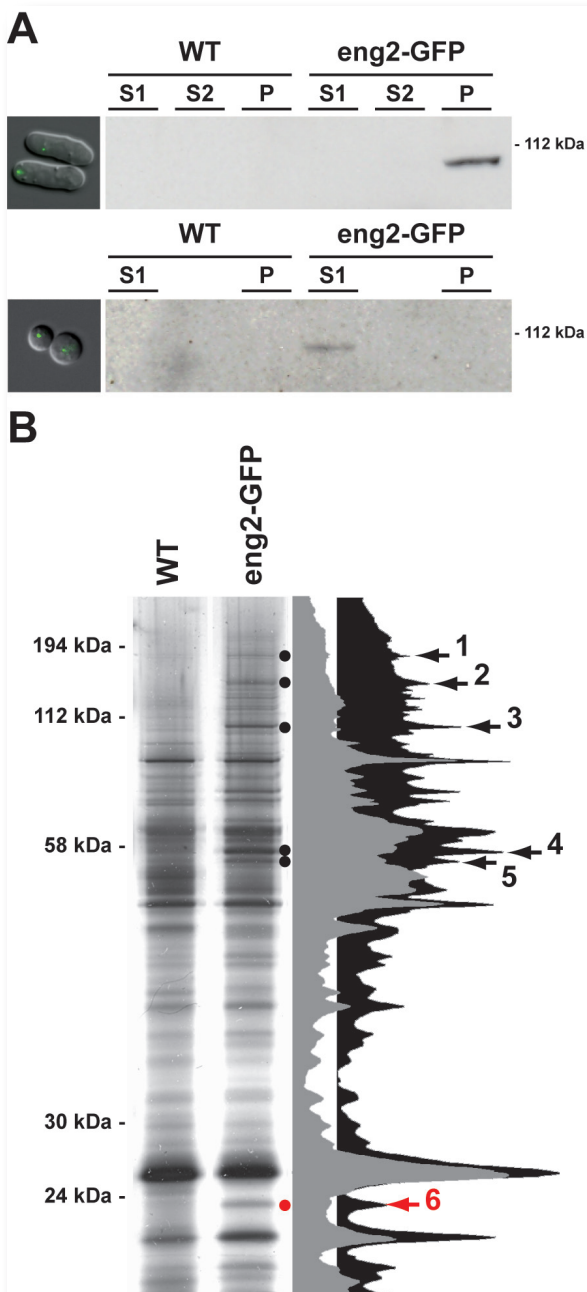 A
WT eng2-GFP
S1 S2 P S1 S2 P
- 112 kDa
WT eng2-GFP
S1 P S1 P
- 112 kDa
B
WT eng2-GFP
194 kDa -
1
2
112 kDa -
3
58 kDa -
4
5
30 kDa -
24 kDa -
6